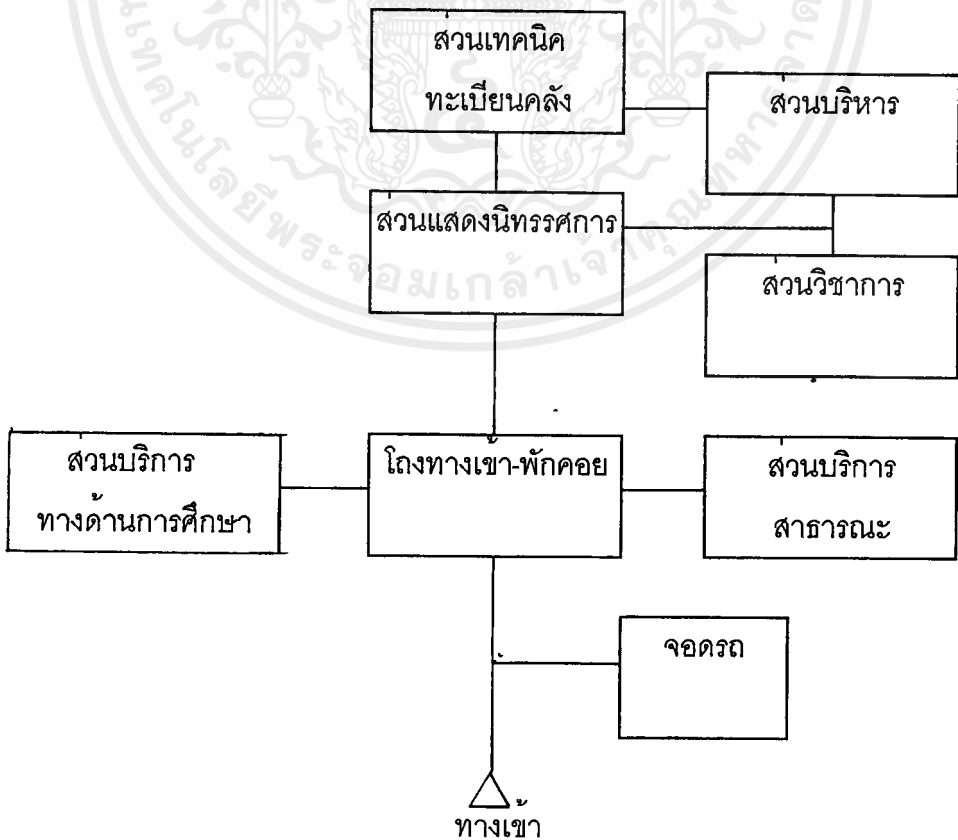 ส่วนเทคนิค
ทะเบียนคลัง
ส่วนบริหาร
ส่วนแสดงนิทรรศการ
ส่วนวิชาการ
ส่วนบริการ
ทางด้านการศึกษา
โถงทางเข้า-พักคอย
ส่วนบริการ
สาธารณะ
จอดรถ
ทางเข้า